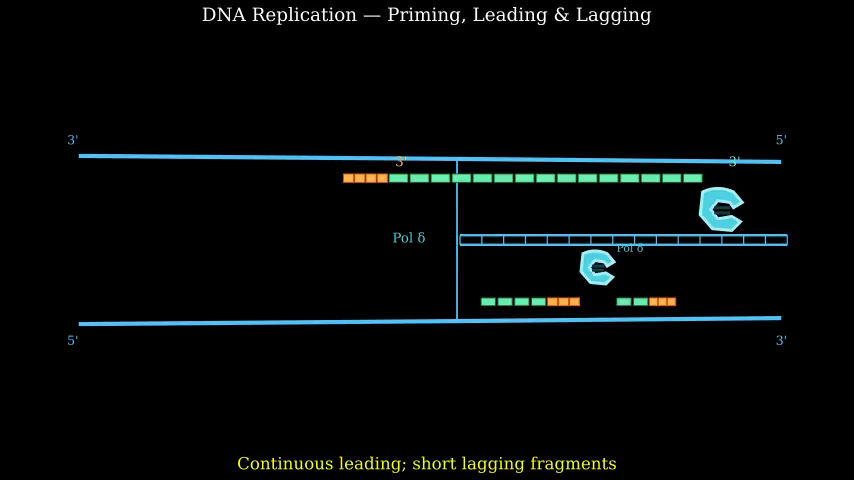 DNA Replication — Priming, Leading & Lagging
3' 5'
3' 3'
Pol δ
Pol δ
5' 3'
Continuous leading; short lagging fragments